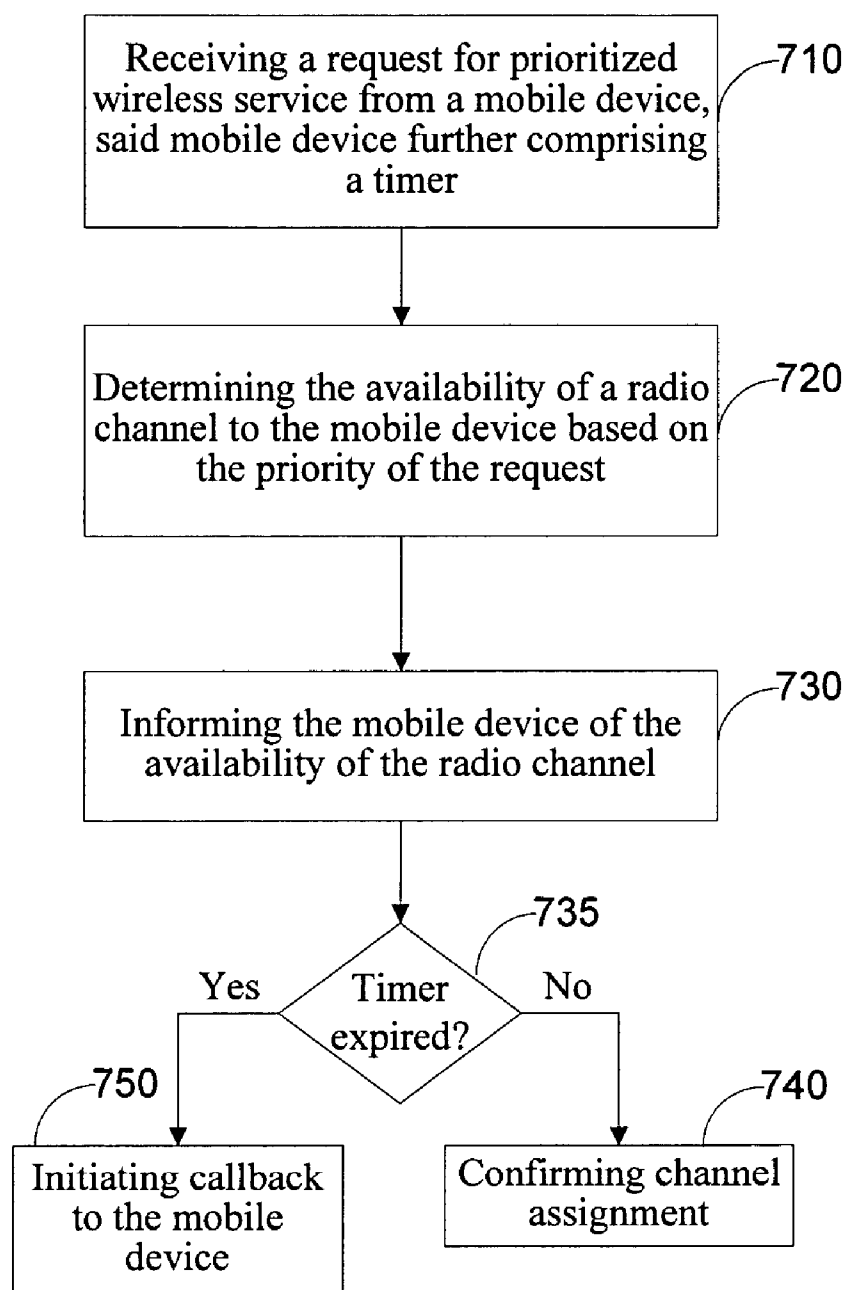 Receiving a request for prioritized
wireless service from a mobile device,
said mobile device further comprising
a timer
710
Determining the availability of a radio
channel to the mobile device based on
the priority of the request
720
Informing the mobile device of the
availability of the radio channel
730
735
Timer
expired?
Yes
No
750
Initiating callback
to the mobile
device
740
Confirming channel
assignment